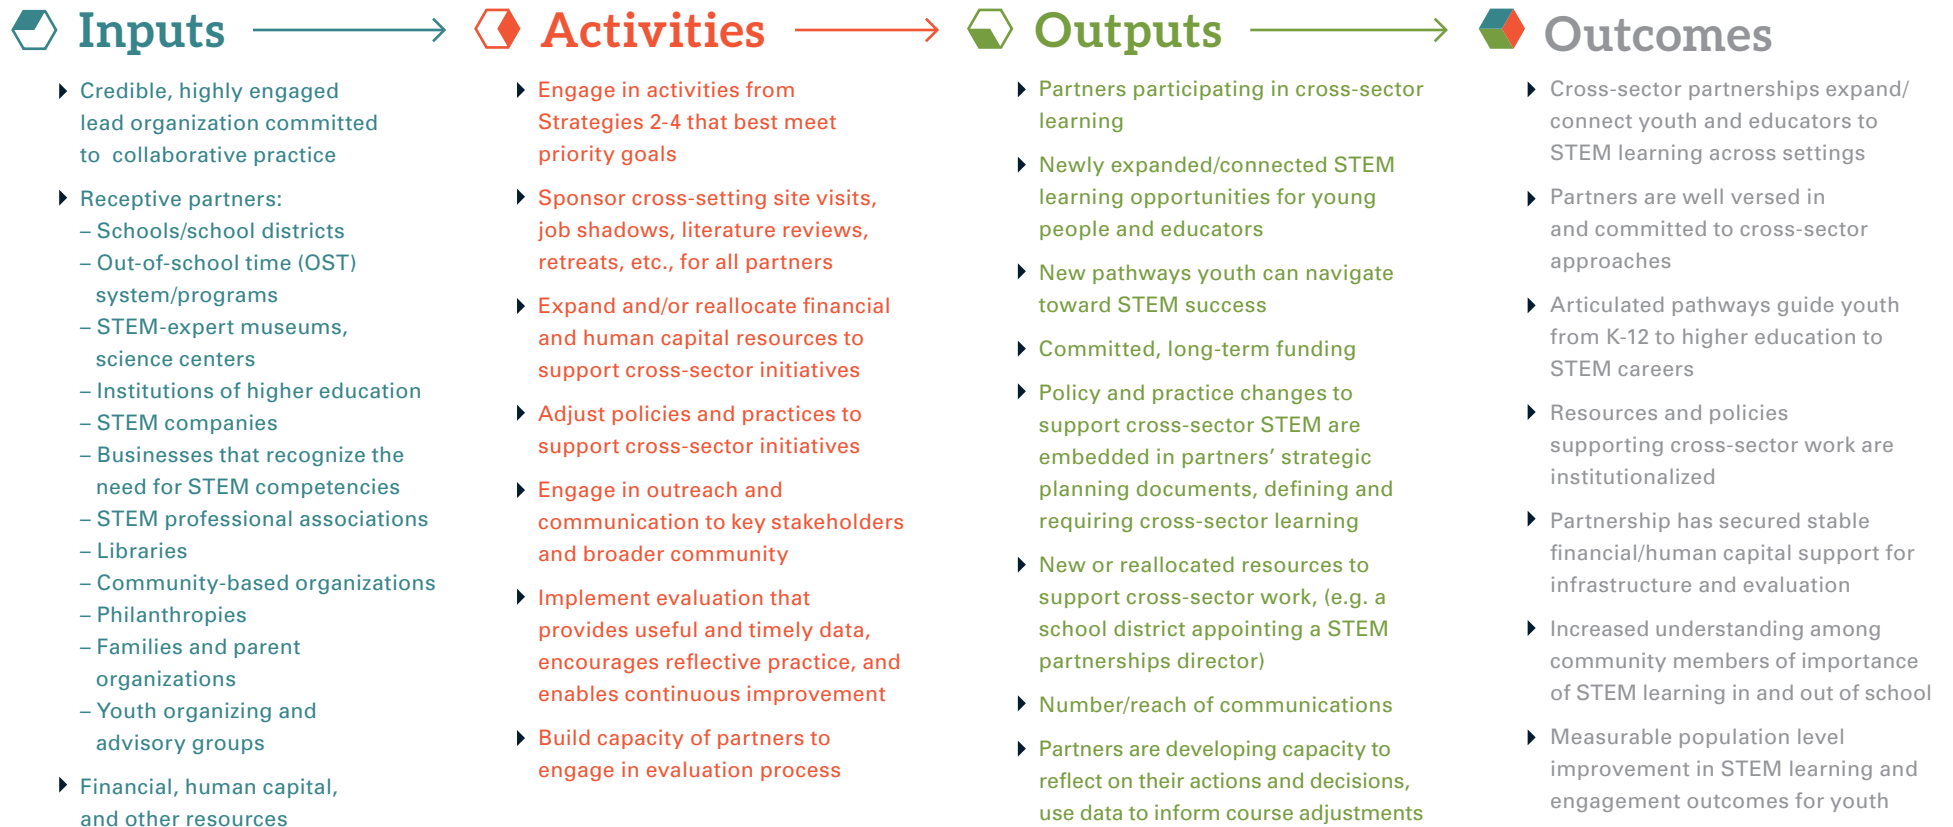 Inputs
Credible, highly engaged
lead organization committed
to collaborative practice
Receptive partners:
– Schools/school districts
– Out-of-school time (OST)
system/programs
– STEM-expert museums,
science centers
– Institutions of higher education
– STEM companies
– Businesses that recognize the
need for STEM competencies
– STEM professional associations
– Libraries
– Community-based organizations
– Philanthropies
– Families and parent
organizations
– Youth organizing and
advisory groups
Financial, human capital,
and other resources
Activities
Engage in activities from
Strategies 2-4 that best meet
priority goals
Sponsor cross-setting site visits,
job shadows, literature reviews,
retreats, etc., for all partners
Expand and/or reallocate financial
and human capital resources to
support cross-sector initiatives
Adjust policies and practices to
support cross-sector initiatives
Engage in outreach and
communication to key stakeholders
and broader community
Implement evaluation that
provides useful and timely data,
encourages reflective practice, and
enables continuous improvement
Build capacity of partners to
engage in evaluation process
Outputs
Partners participating in cross-sector
learning
Newly expanded/connected STEM
learning opportunities for young
people and educators
New pathways youth can navigate
toward STEM success
Committed, long-term funding
Policy and practice changes to
support cross-sector STEM are
embedded in partners’ strategic
planning documents, defining and
requiring cross-sector learning
New or reallocated resources to
support cross-sector work, (e.g. a
school district appointing a STEM
partnerships director)
Number/reach of communications
Partners are developing capacity to
reflect on their actions and decisions,
use data to inform course adjustments
Outcomes
Cross-sector partnerships expand/
connect youth and educators to
STEM learning across settings
Partners are well versed in
and committed to cross-sector
approaches
Articulated pathways guide youth
from K-12 to higher education to
STEM careers
Resources and policies
supporting cross-sector work are
institutionalized
Partnership has secured stable
financial/human capital support for
infrastructure and evaluation
Increased understanding among
community members of importance
of STEM learning in and out of school
Measurable population level
improvement in STEM learning and
engagement outcomes for youth